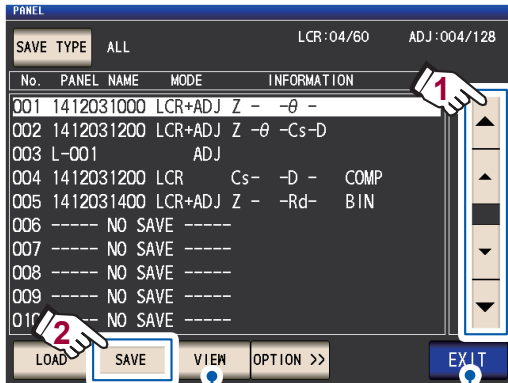 PANEL
SAVE TYPE ALL LCR:04/60 ADJ:004/128
No. PANEL NAME MODE INFORMATION
001 1412031000 LCR+ADJ Z - -θ -
002 1412031200 LCR+ADJ Z -θ -Cs-D
003 L-001 ADJ
004 1412031200 LCR Cs- -D - COMP
005 1412031400 LCR+ADJ Z - -Rd- BIN
006 ----- NO SAVE -----
007 ----- NO SAVE -----
008 ----- NO SAVE -----
009 ----- NO SAVE -----
010 ----- NO SAVE -----
1
2
LOAD SAVE VIEW OPTION >> EXIT